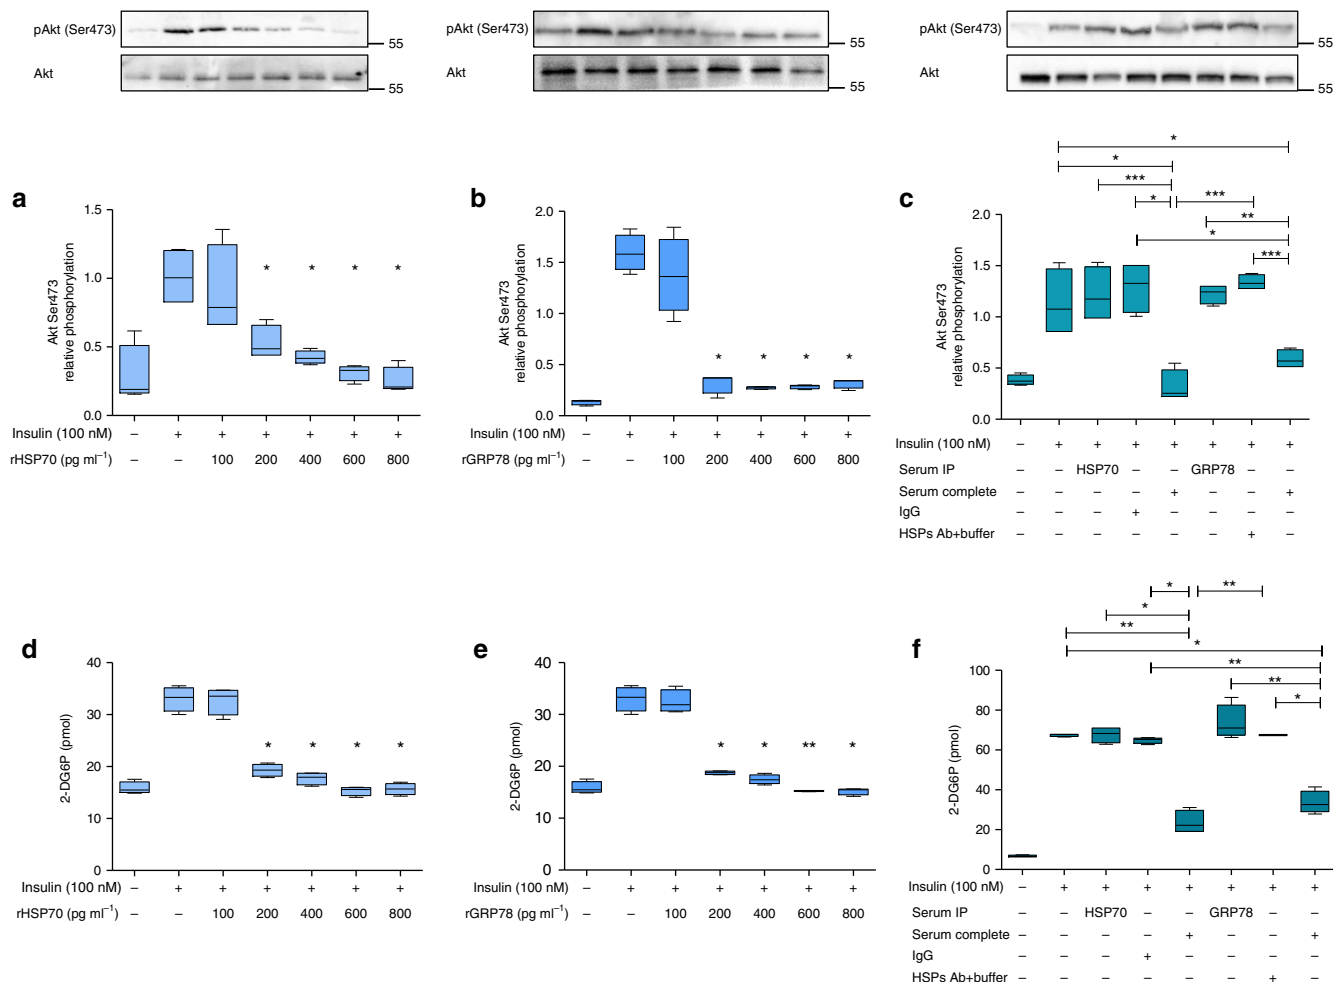 pAkt (Ser473)
55
Akt
55
pAkt (Ser473)
55
Akt
55
pAkt (Ser473)
55
Akt
55
a
Akt Ser473
relative phosphorylation
1.5
1.0
0.5
0.0
* * * *
Insulin (100 nM) – + + + + + +
rHSP70 (pg ml⁻¹) – – 100 200 400 600 800
b
Akt Ser473
relative phosphorylation
2.0
1.5
1.0
0.5
0.0
* * * *
Insulin (100 nM) – + + + + + +
rGRP78 (pg ml⁻¹) – – 100 200 400 600 800
c
*
*
***
* ***
**
*
***
Akt Ser473
relative phosphorylation
2.0
1.5
1.0
0.5
0.0
Insulin (100 nM) – + + + + + + +
Serum IP – – HSP70 – – GRP78 – –
Serum complete – – – – + – – +
IgG – – – + – – – –
HSPs Ab+buffer – – – – – – + –
d
2-DG6P (pmol)
40
30
20
10
0
* * * *
Insulin (100 nM) – + + + + + +
rHSP70 (pg ml⁻¹) – – 100 200 400 600 800
e
2-DG6P (pmol)
40
30
20
10
0
* * ** *
Insulin (100 nM) – + + + + + +
rGRP78 (pg ml⁻¹) – – 100 200 400 600 800
f
* **
*
**
*
**
**
*
2-DG6P (pmol)
100
80
60
40
20
0
Insulin (100 nM) – + + + + + + +
Serum IP – – HSP70 – – GRP78 – –
Serum complete – – – – + – – +
IgG – – – + – – – –
HSPs Ab+buffer – – – – – – + –